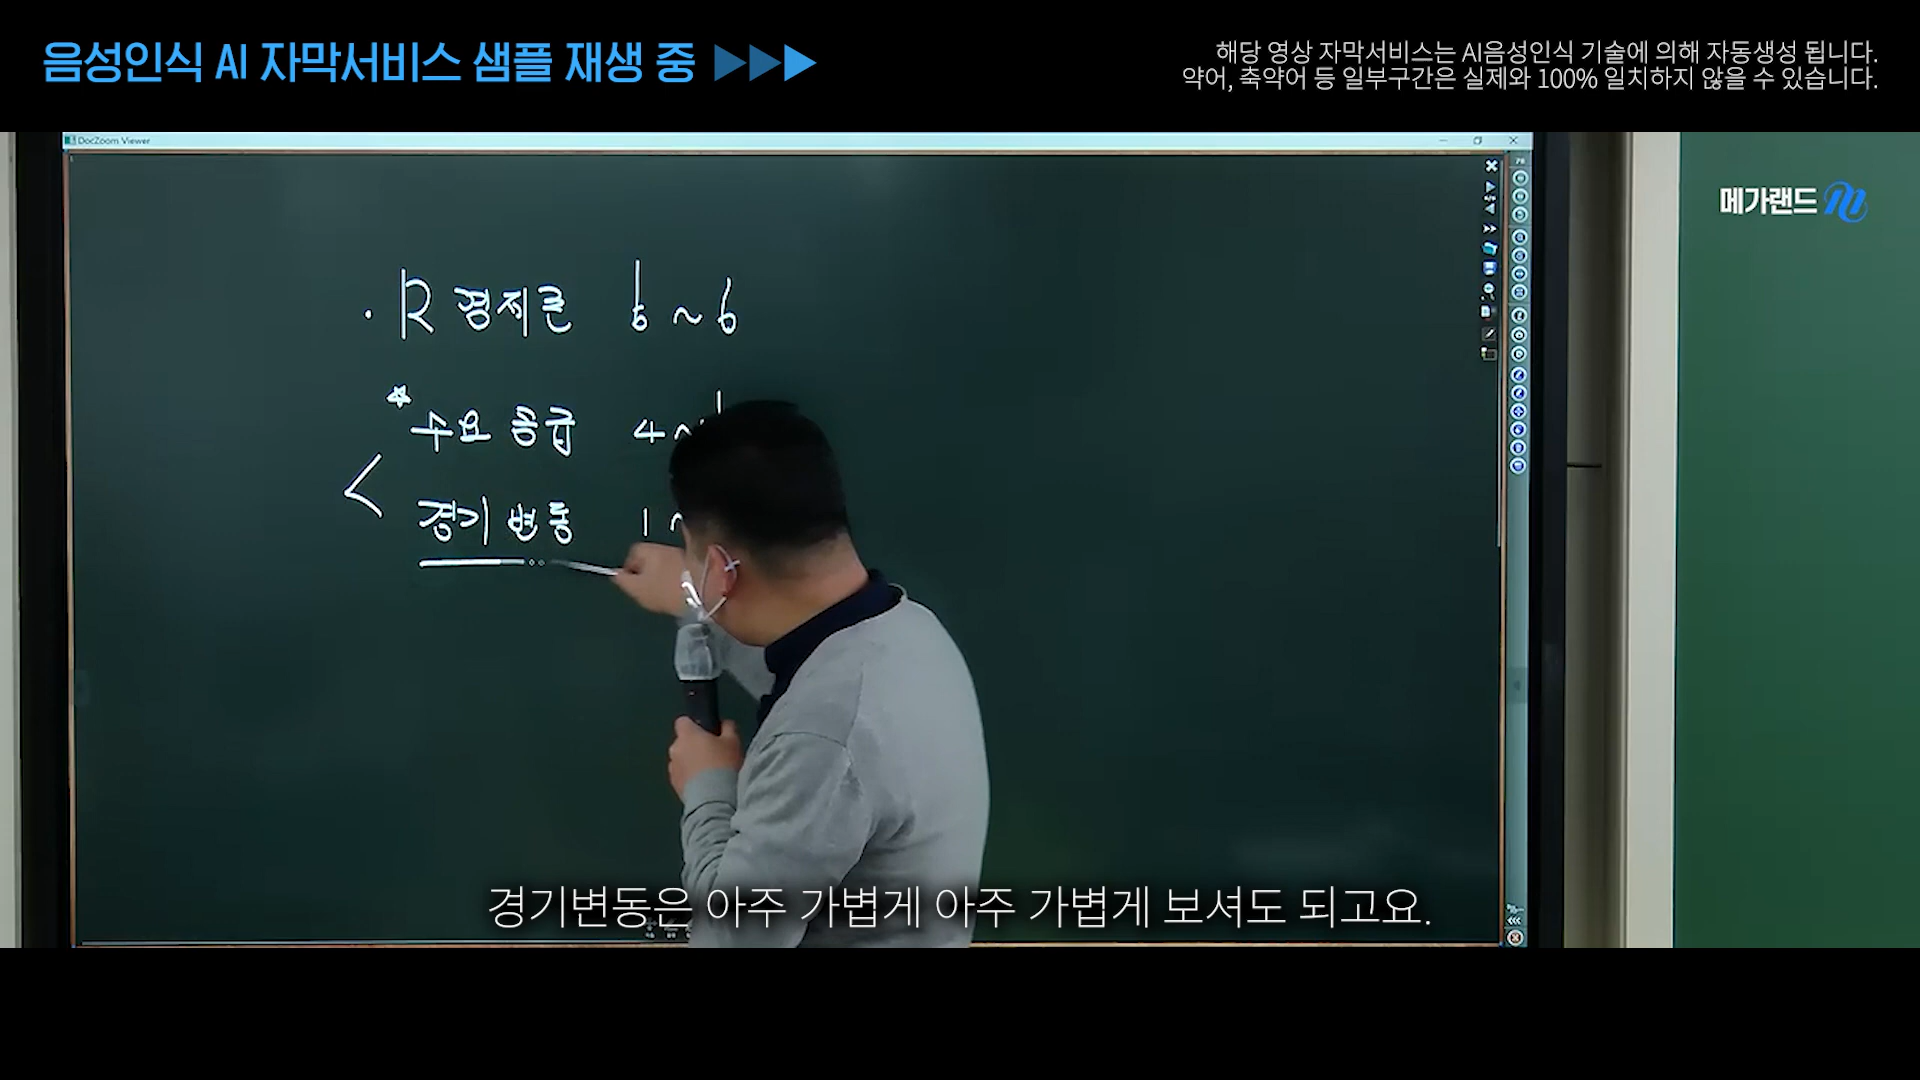 음성인식 AI 자막서비스 샘플 재생 중
해당 영상 자막서비스는 AI음성인식 기술에 의해 자동생성 됩니다.
약어, 축약어 등 일부구간은 실제와 100% 일치하지 않을 수 있습니다.
DocZoom Viewer
메가랜드
· R 경제론 5~6
☆ 수요 공급 4~
< 경기 변동 1~
경기변동은 아주 가볍게 아주 가볍게 보셔도 되고요.